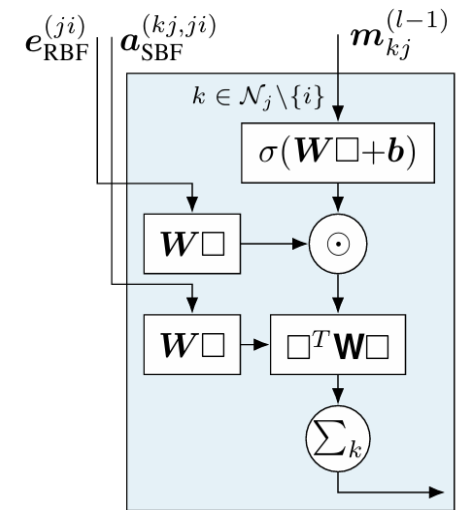 e_RBF^(ji) a_SBF^(kj,ji) m_kj^(l−1)
k ∈ N_j\{i}
σ(W□+b)
W□ ⊙
W□ □^T W□
∑_k